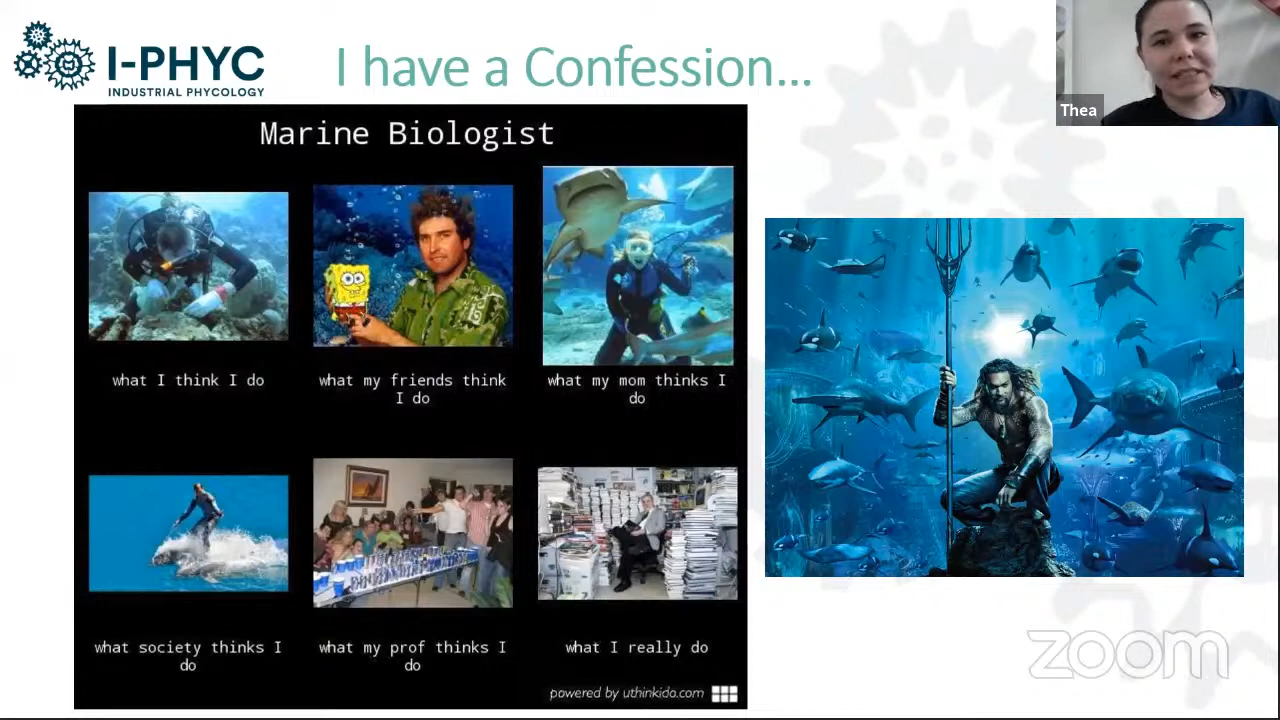 I-PHYC
INDUSTRIAL PHYCOLOGY
I have a Confession...
Thea
Marine Biologist
what I think I do
what my friends think
I do
what my mom thinks I
do
what society thinks I
do
what my prof thinks I
do
what I really do
powered by uthinkido.com
zoom